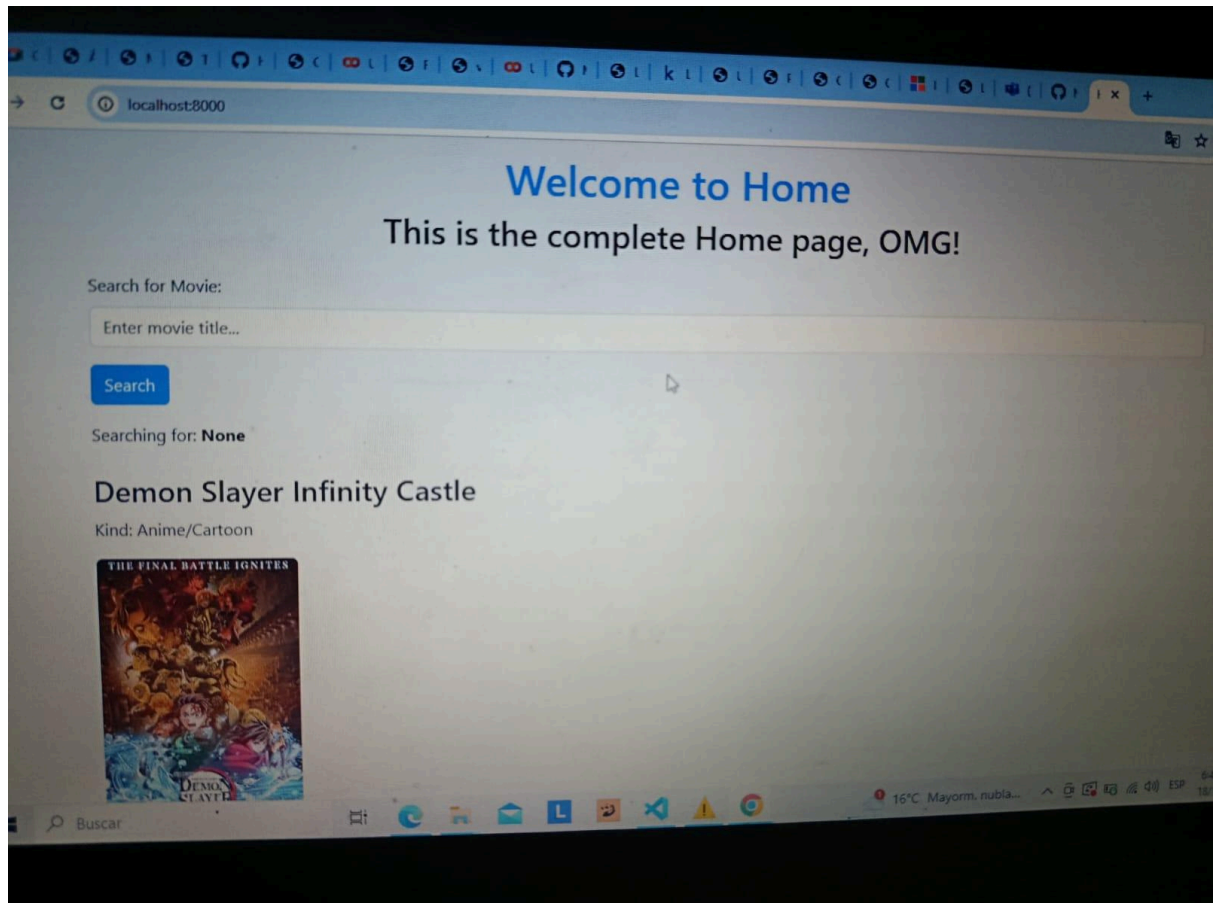 localhost:8000
Welcome to Home
This is the complete Home page, OMG!
Search for Movie:
Enter movie title...
Search
Searching for: None
Demon Slayer Infinity Castle
Kind: Anime/Cartoon
THE FINAL BATTLE IGNITES
DEMON
SLAYER
Buscar
16°C Mayorm. nubla...
ESP